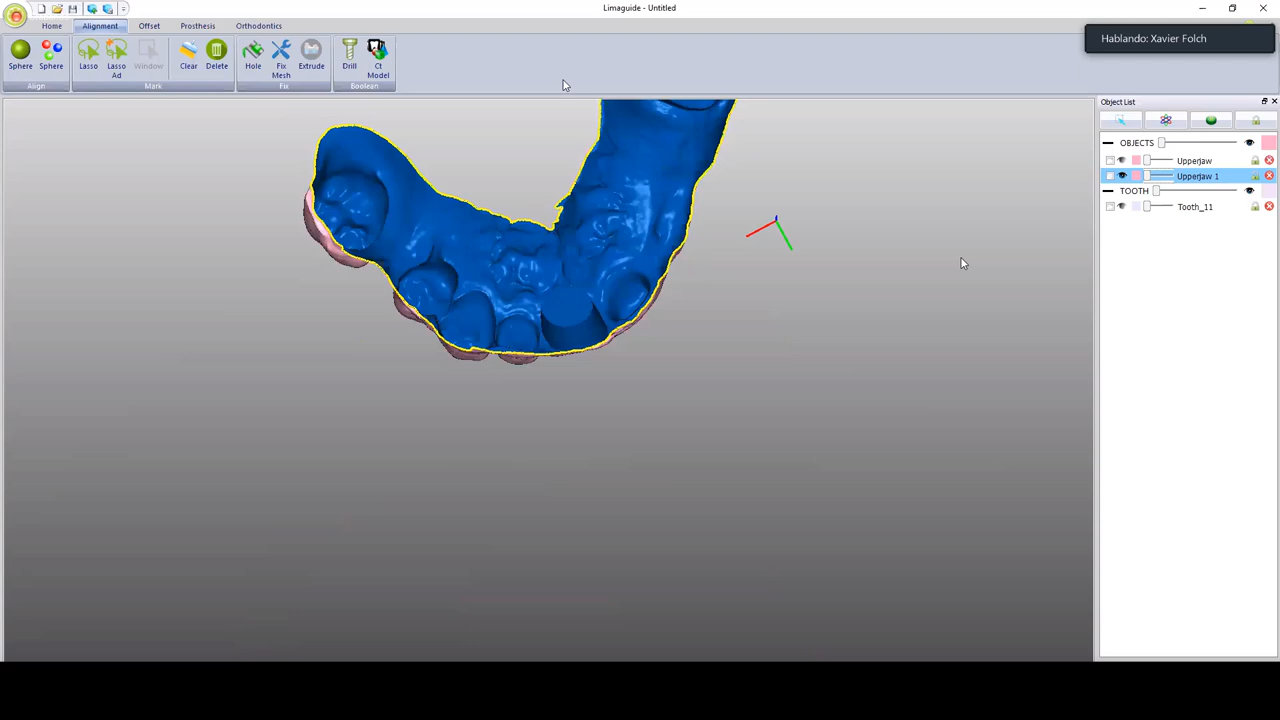 Limaguide - Untitled
Home Alignment Offset Prosthesis Orthodontics
Hablando: Xavier Folch
Sphere Sphere Lasso Lasso Ad Window Clear Delete Hole Fix Mesh Extrude Drill Ct Model
Align Mark Fix Boolean
Object List
OBJECTS
Upperjaw
Upperjaw 1
TOOTH
Tooth_11